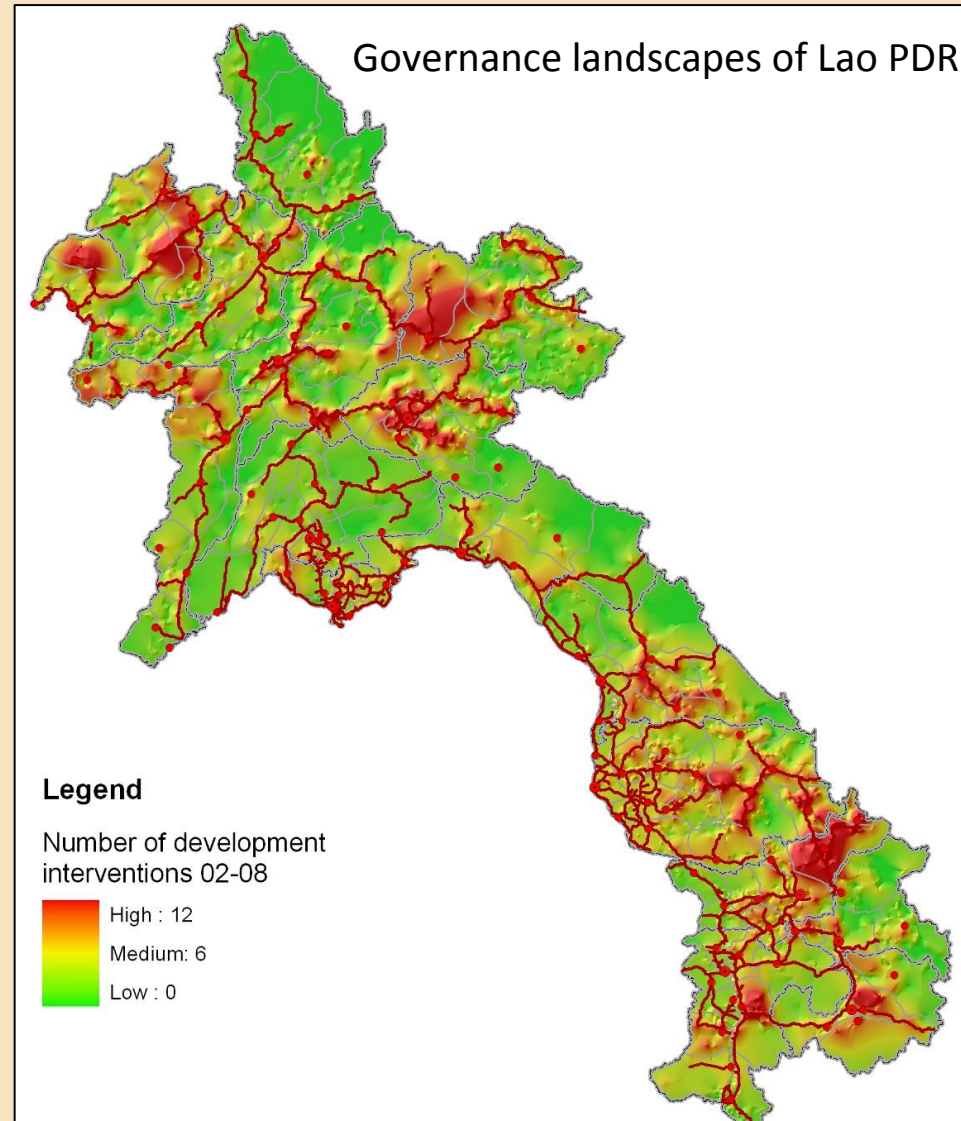 Governance landscapes of Lao PDR
Legend
Number of development
interventions 02-08
High : 12
Medium: 6
Low : 0